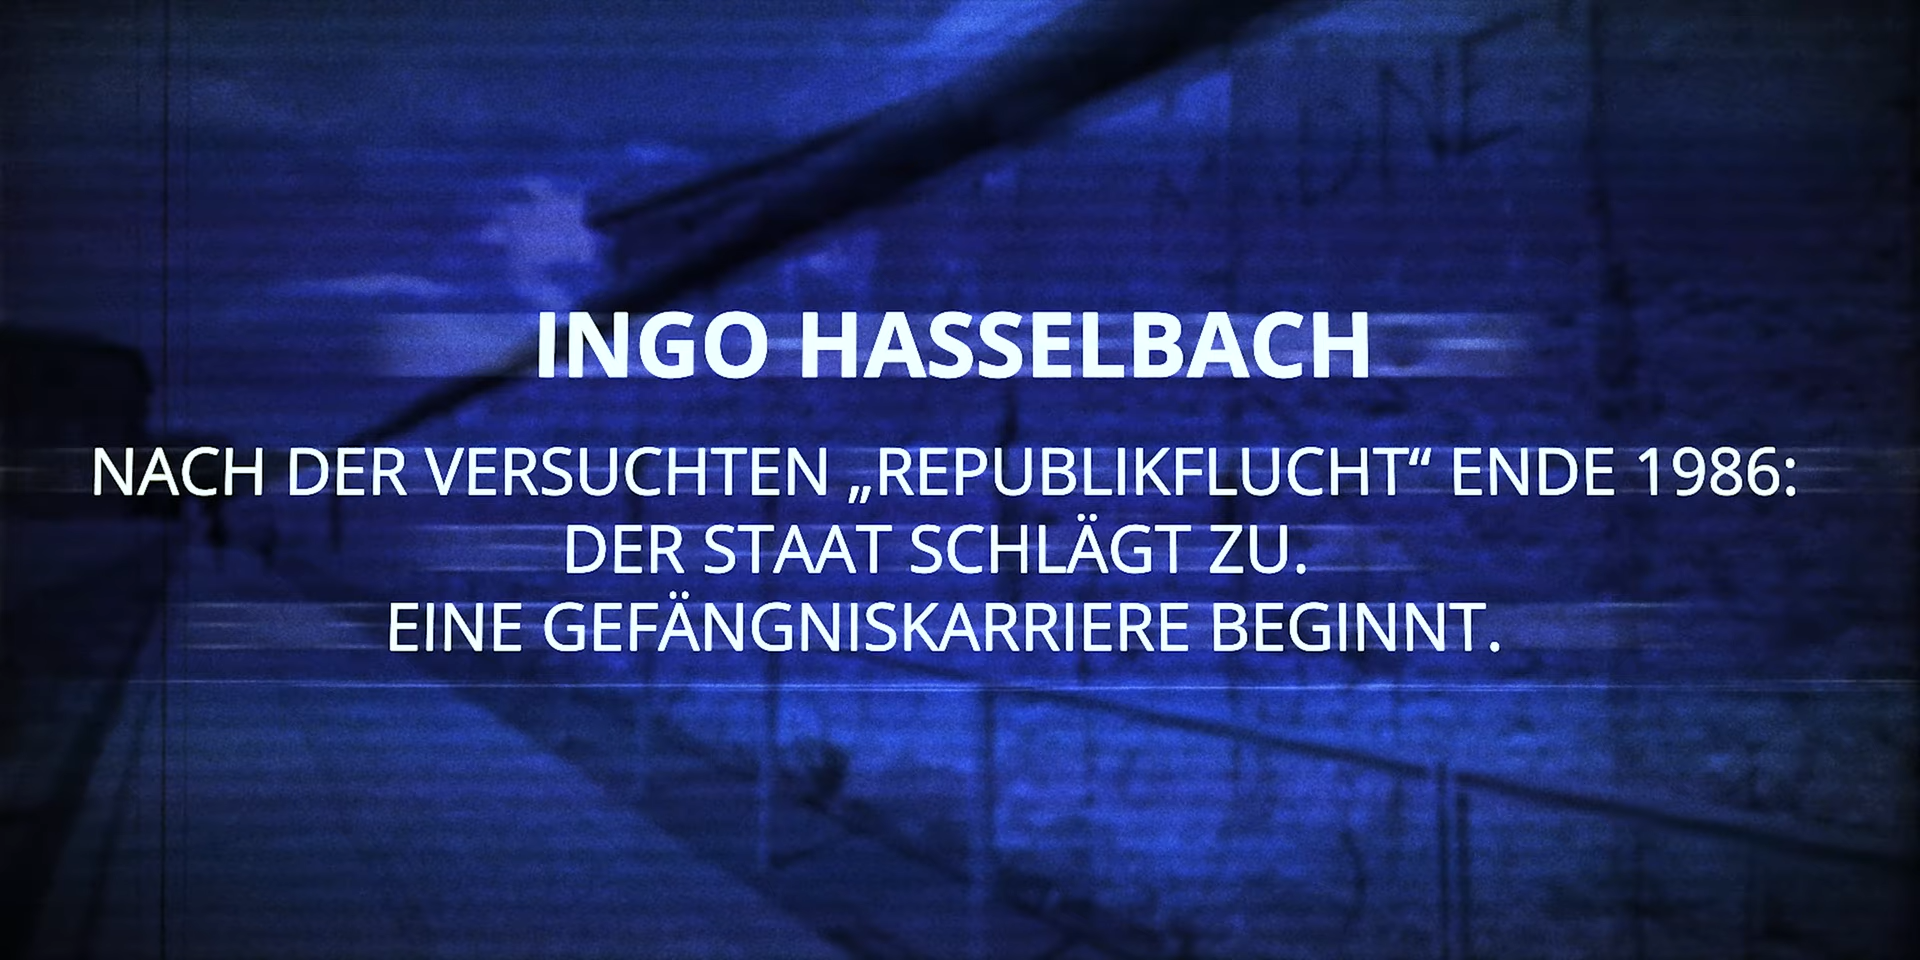 INGO HASSELBACH
NACH DER VERSUCHTEN „REPUBLIKFLUCHT“ ENDE 1986:
DER STAAT SCHLÄGT ZU.
EINE GEFÄNGNISKARRIERE BEGINNT.